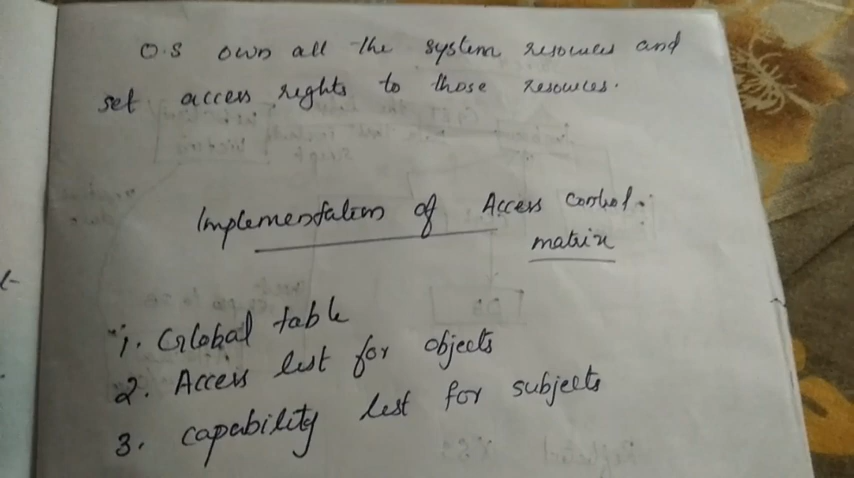 O.S own all the system resources and
set access rights to those resources.
Implementation of Access Control
matrix
1. Global table
2. Access list for objects
3. capability list for subjects